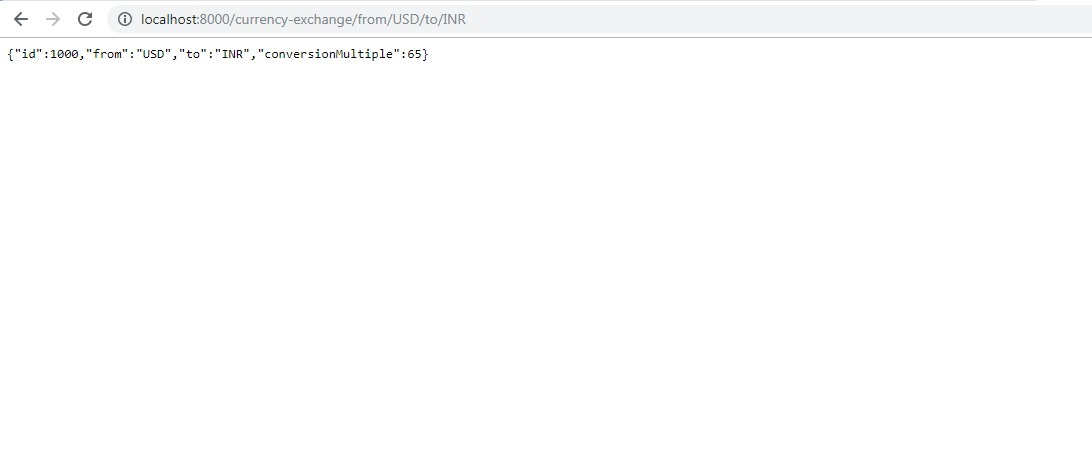 localhost:8000/currency-exchange/from/USD/to/INR
{"id":1000,"from":"USD","to":"INR","conversionMultiple":65}